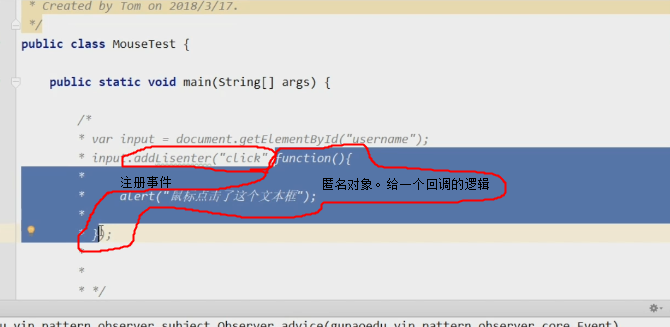 * Created by Tom on 2018/3/17.
*/
public class MouseTest {
public static void main(String[] args) {
/*
* var input = document.getElementById("username");
* input.addLisenter("click",function(){
*
注册事件 匿名对象。给一个回调的逻辑
* alert("鼠标点击了这个文本框");
*
* });
*
*
* */
u.vip.pattern.observer.subject.Observer.advice(gupaoedu.vip.pattern.observer.core.Event)